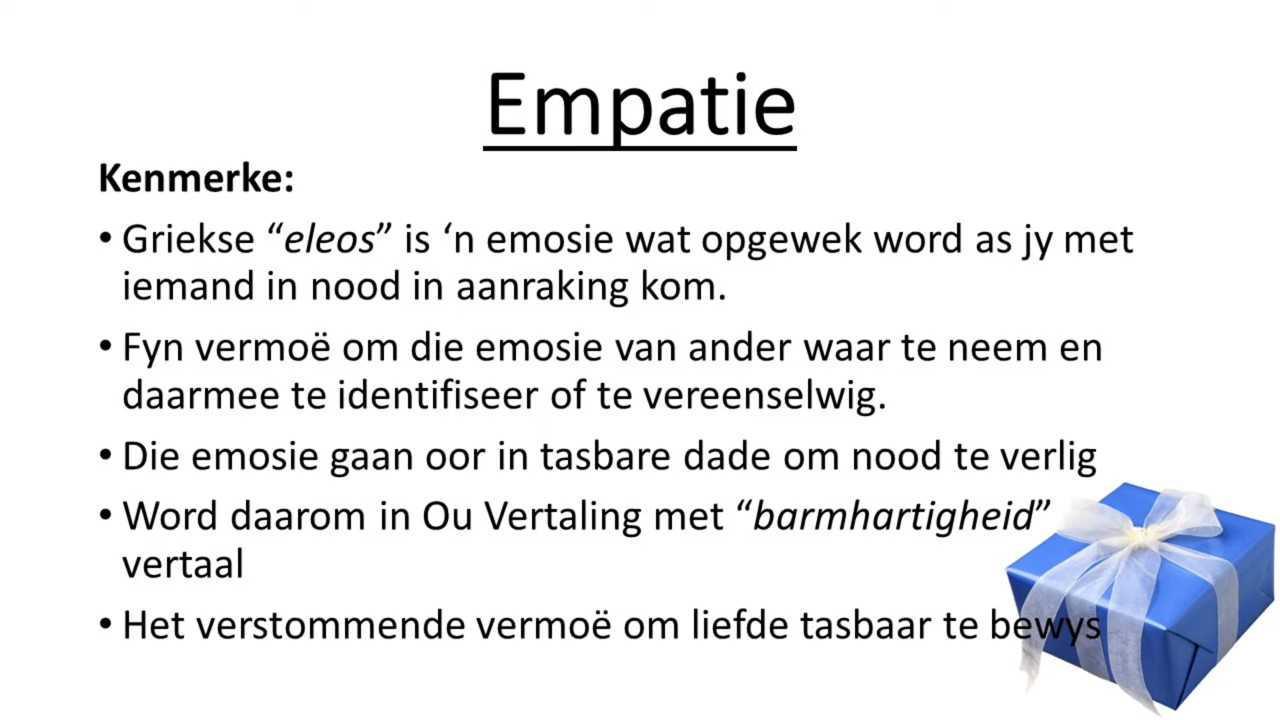 Empatie
Kenmerke:
• Griekse “eleos” is ‘n emosie wat opgewek word as jy met
iemand in nood in aanraking kom.
• Fyn vermoë om die emosie van ander waar te neem en
daarmee te identifiseer of te vereenselwig.
• Die emosie gaan oor in tasbare dade om nood te verlig
• Word daarom in Ou Vertaling met “barmhartigheid”
vertaal
• Het verstommende vermoë om liefde tasbaar te bewys